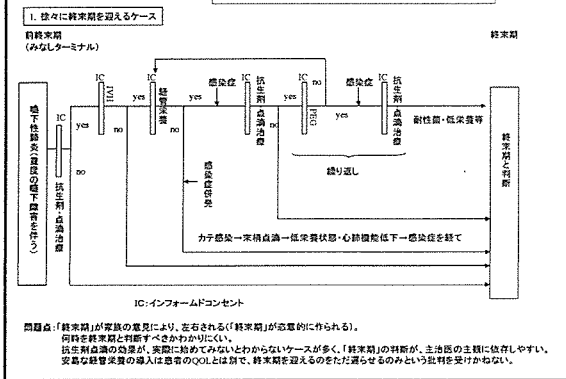 1. 徐々に終末期を迎えるケース
前終末期
(みなしターミナル)
終末期
嚥下性肺炎(重度の嚥下障害を伴う)
IC
抗生剤・点滴治療
yes
no
IC
IVH
yes
no
IC
経管栄養
yes
no
感染症
感染症併発
IC
抗生剤・点滴治療
yes
no
IC
PEG
no
yes
感染症
IC
抗生剤・点滴治療
繰り返し
耐性菌・低栄養等
終末期と判断
カテ感染→末梢点滴→低栄養状態・心肺機能低下→感染症を経て
IC:インフォームドコンセント
問題点:「終末期」が家族の意見により、左右される(「終末期」が恣意的に作られる)。
何時を終末期と判断すべきかわかりにくい。
抗生剤点滴の効果が、実際に始めてみないとわからないケースが多く、「終末期」の判断が、主治医の主観に依存しやすい。
安易な経管栄養の導入は患者のQOLとは別で、終末期を迎えるのをただ遅らせるのみという批判を受けかねない。